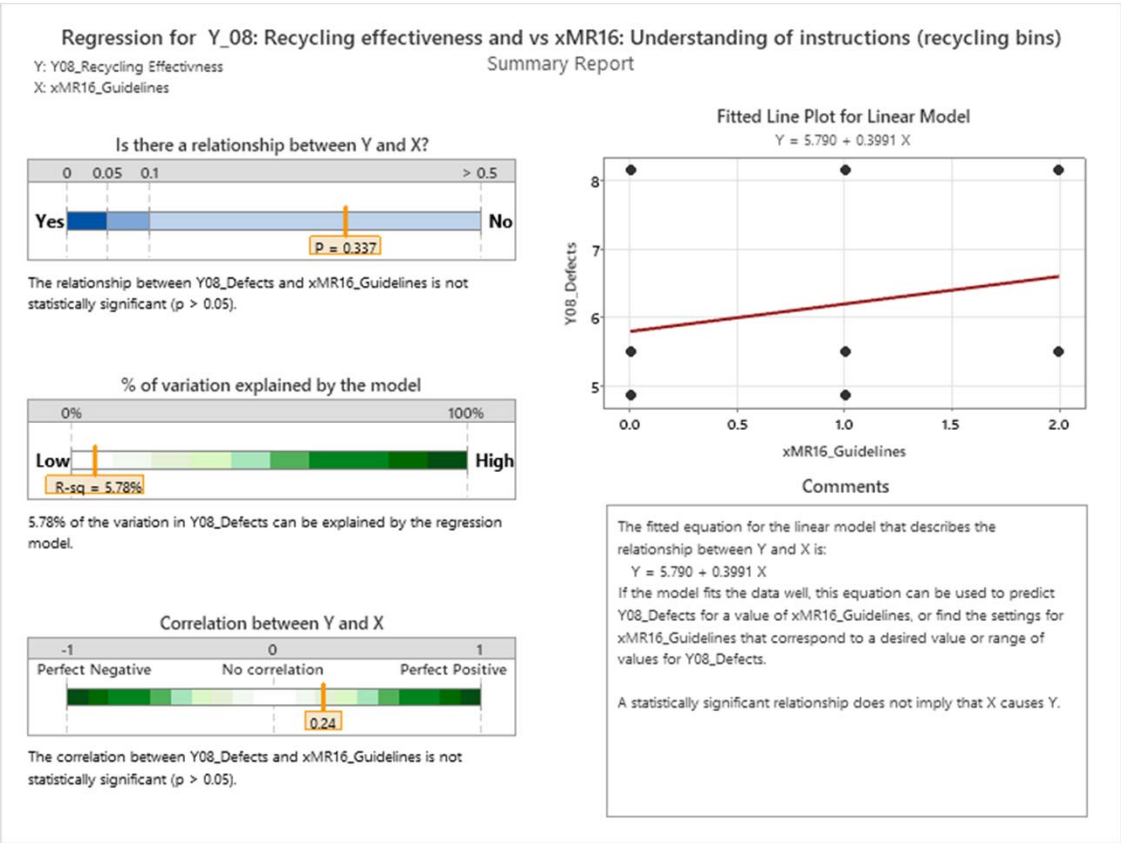 Regression for Y_08: Recycling effectiveness and vs xMR16: Understanding of instructions (recycling bins)
Summary Report
Y: Y08_Recycling Effectivness
X: xMR16_Guidelines
Is there a relationship between Y and X?
0 0.05 0.1 > 0.5
Yes No
P = 0.337
The relationship between Y08_Defects and xMR16_Guidelines is not
statistically significant (p > 0.05).
% of variation explained by the model
0% 100%
Low High
R-sq = 5.78%
5.78% of the variation in Y08_Defects can be explained by the regression
model.
Correlation between Y and X
-1 0 1
Perfect Negative No correlation Perfect Positive
0.24
The correlation between Y08_Defects and xMR16_Guidelines is not
statistically significant (p > 0.05).
Fitted Line Plot for Linear Model
Y = 5.790 + 0.3991 X
8
7
6
5
Y08_Defects
0.0 0.5 1.0 1.5 2.0
xMR16_Guidelines
Comments
The fitted equation for the linear model that describes the
relationship between Y and X is:
Y = 5.790 + 0.3991 X
If the model fits the data well, this equation can be used to predict
Y08_Defects for a value of xMR16_Guidelines, or find the settings for
xMR16_Guidelines that correspond to a desired value or range of
values for Y08_Defects.
A statistically significant relationship does not imply that X causes Y.